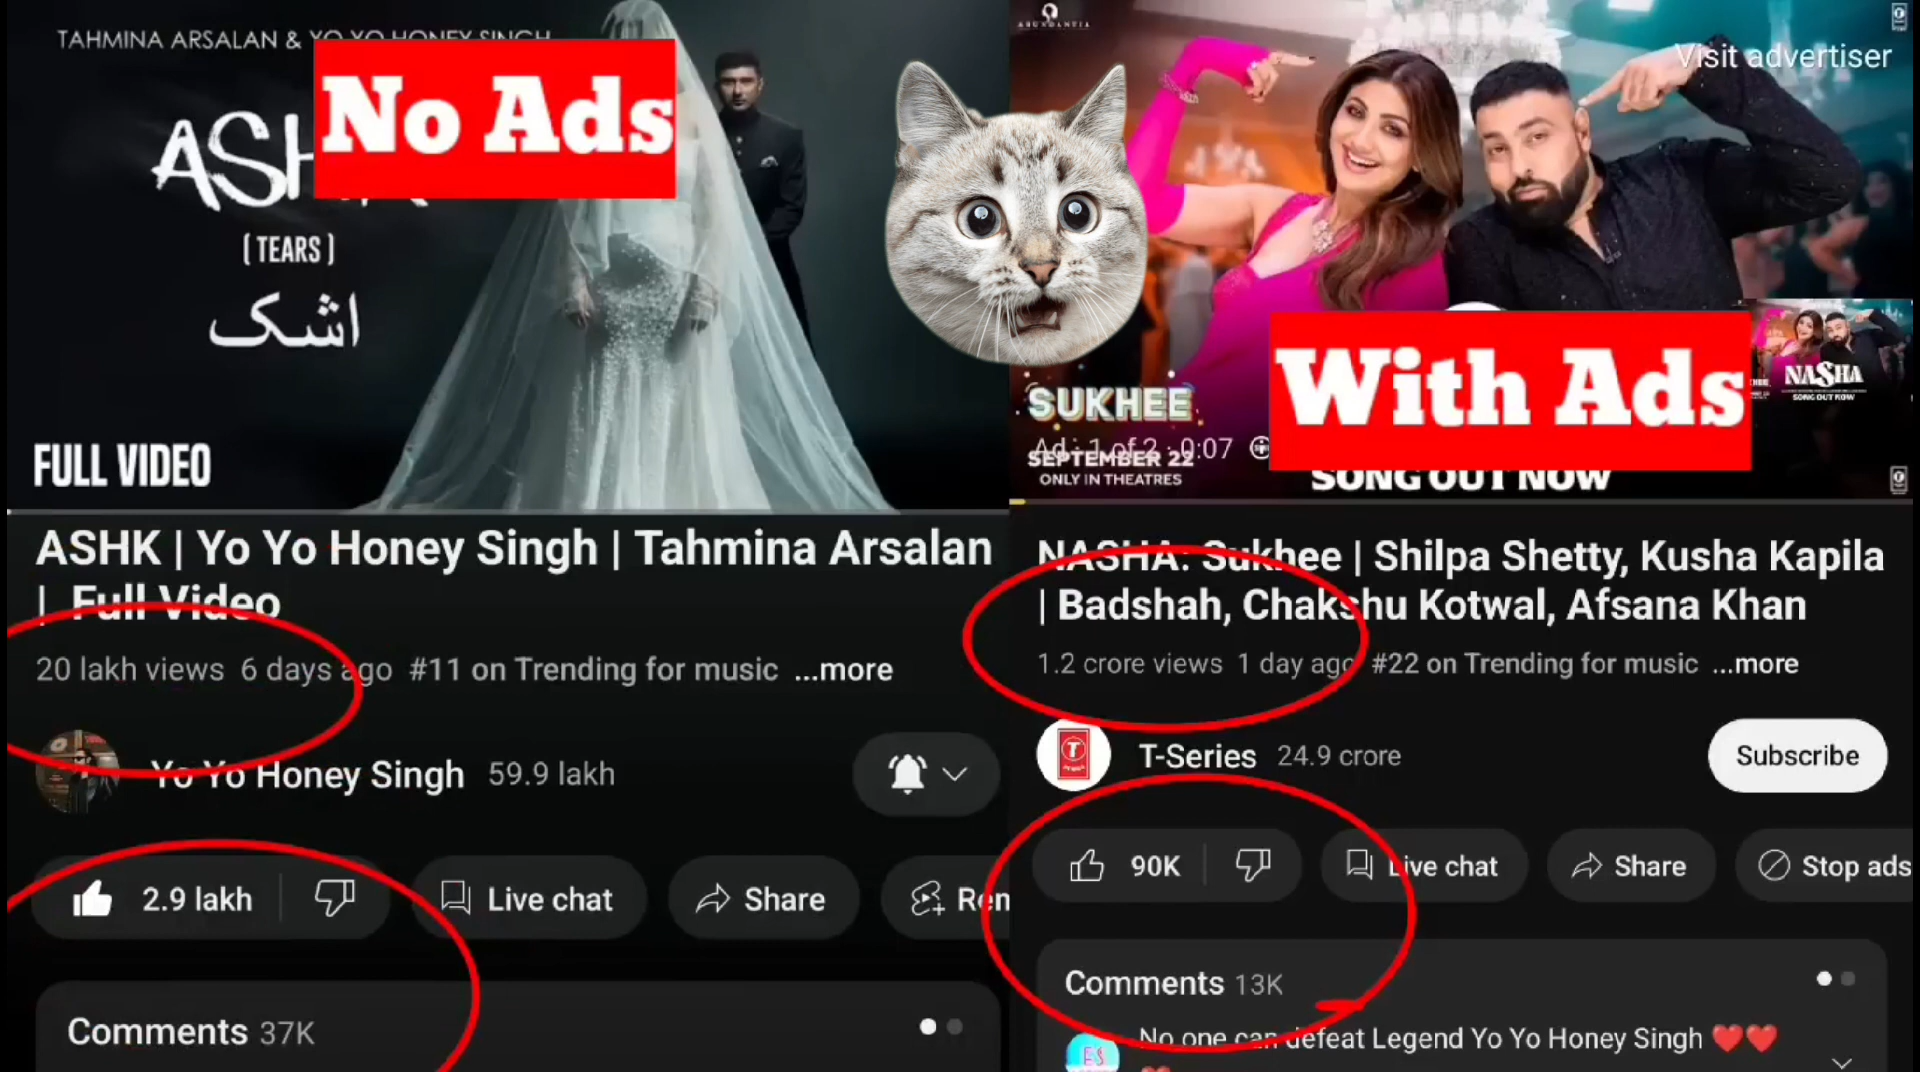 TAHMINA ARSALAN & YO YO HONEY SINGH
No Ads
(TEARS)
اشک
FULL VIDEO
ASHK | Yo Yo Honey Singh | Tahmina Arsalan
| Full Video
20 lakh views 6 days ago #11 on Trending for music ...more
Yo Yo Honey Singh 59.9 lakh
2.9 lakh
Live chat
Share
Comments 37K
ABUNDANTIA
Visit advertiser
With Ads
SUKHEE
Ad · 1 of 2 · 0:07
SEPTEMBER 22
ONLY IN THEATRES
SONG OUT NOW
NASHA
SONG OUT NOW
NASHA: Sukhee | Shilpa Shetty, Kusha Kapila
| Badshah, Chakshu Kotwal, Afsana Khan
1.2 crore views 1 day ago #22 on Trending for music ...more
T-Series 24.9 crore
Subscribe
90K
Live chat
Share
Stop ads
Comments 13K
ES
No one can defeat Legend Yo Yo Honey Singh ❤️❤️
❤️